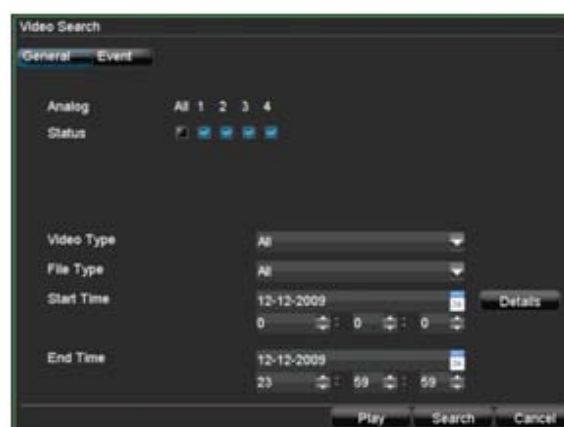 Video Search
General Event
Analog All 1 2 3 4
Status
Video Type All
File Type All
Start Time 12-12-2009 Details
0 : 0 : 0
End Time 12-12-2009
23 : 59 : 59
Play Search Cancel